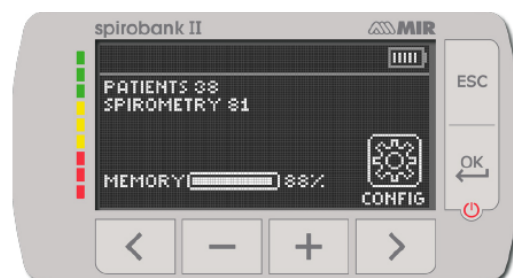 spirobank II MIR
PATIENTS 38
SPIROMETRY 81
MEMORY 88%
CONFIG
ESC
OK